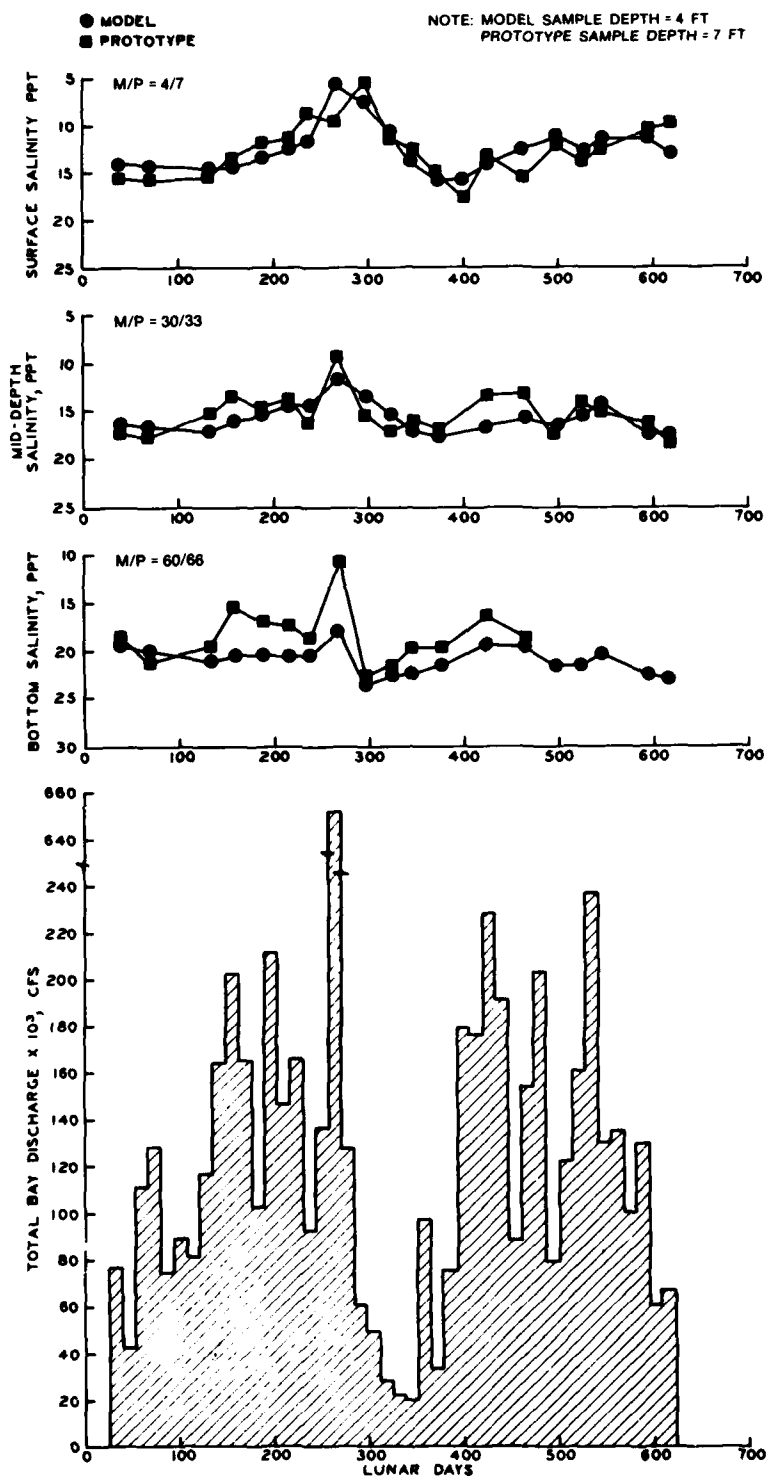 ● MODEL
■ PROTOTYPE
NOTE: MODEL SAMPLE DEPTH = 4 FT
PROTOTYPE SAMPLE DEPTH = 7 FT
M/P = 4/7
SURFACE SALINITY PPT
5
10
15
20
25
0 100 200 300 400 500 600 700
M/P = 30/33
MID-DEPTH
SALINITY, PPT
5
10
15
20
25
0 100 200 300 400 500 600 700
M/P = 60/66
BOTTOM SALINITY, PPT
10
15
20
25
30
0 100 200 300 400 500 600 700
TOTAL BAY DISCHARGE x 10³, CFS
660
640
240
220
200
180
160
140
120
100
80
60
40
20
0
0 100 200 300 400 500 600 700
LUNAR DAYS